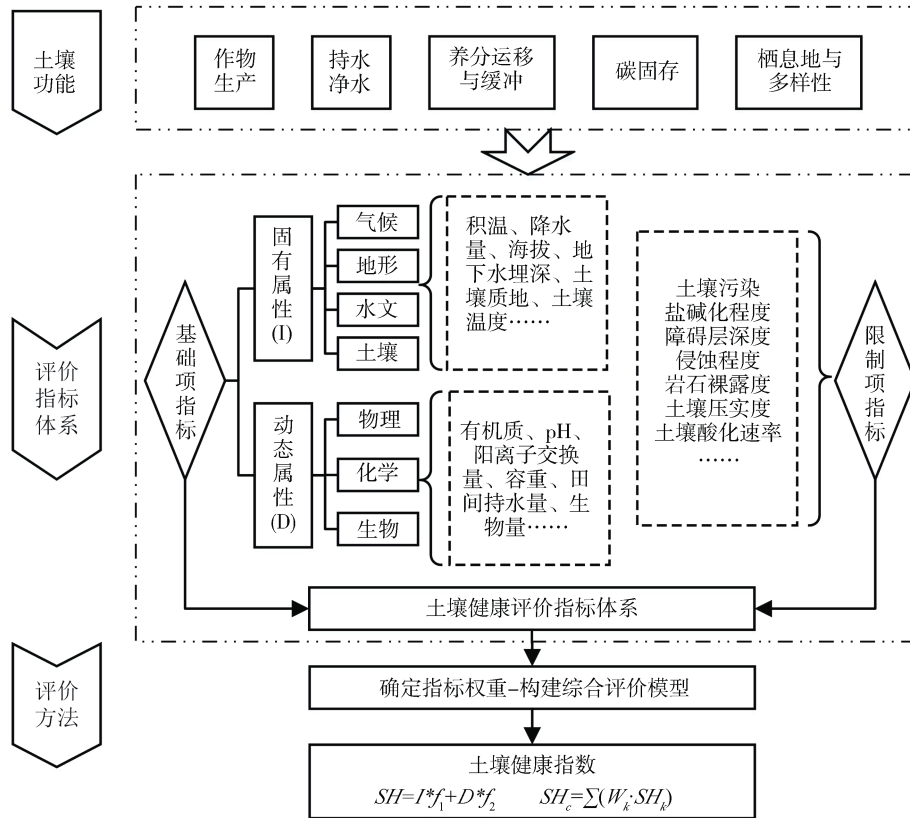 土壤
功能
作物
生产
持水
净水
养分运移
与缓冲
碳固存
栖息地与
多样性
评价
指标
体系
基础项指标
固有属性
(I)
气候
地形
水文
土壤
积温、降水
量、海拔、地
下水埋深、土
壤质地、土壤
温度……
动态属性
(D)
物理
化学
生物
有机质、pH、
阳离子交换
量、容重、田
间持水量、生
物量……
土壤污染
盐碱化程度
障碍层深度
侵蚀程度
岩石裸露度
土壤压实度
土壤酸化速率
……
限制项指标
土壤健康评价指标体系
评价
方法
确定指标权重-构建综合评价模型
土壤健康指数
SH=I*f₁+D*f₂ SH_c=∑(W_k·SH_k)